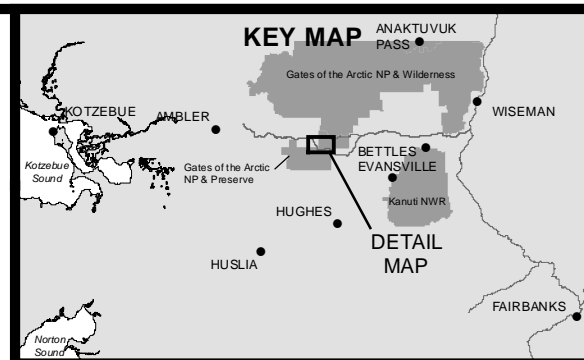 KEY MAP
ANAKTUVUK
PASS
Gates of the Arctic NP & Wilderness
WISEMAN
KOTZEBUE
AMBLER
Kotzebue
Sound
Gates of the Arctic
NP & Preserve
BETTLES
EVANSVILLE
Kanuti NWR
HUGHES
DETAIL
MAP
HUSLIA
FAIRBANKS
Norton
Sound